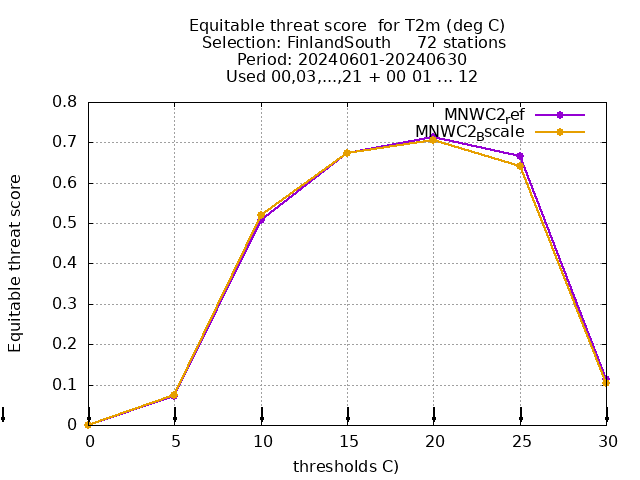 Equitable threat score  for T2m (deg C)
Selection: FinlandSouth     72 stations
Period: 20240601-20240630
Used 00,03,...,21 + 00 01 ... 12
MNWC2ref
MNWC2Bscale
0.8
0.7
0.6
0.5
0.4
0.3
0.2
0.1
0
Equitable threat score
0 5 10 15 20 25 30
thresholds C)